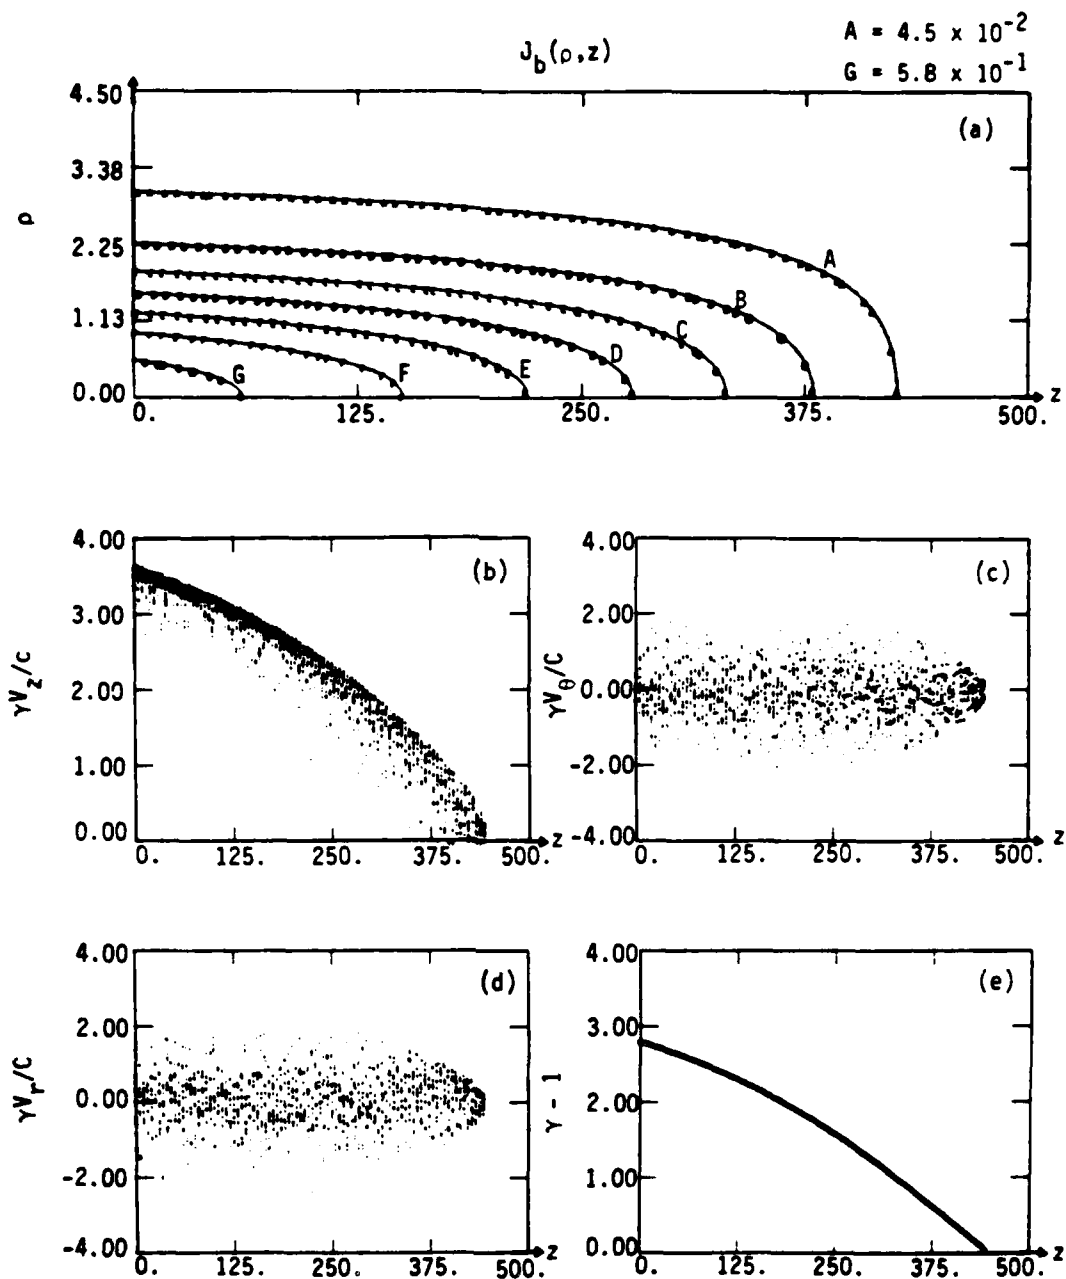 A = 4.5 x 10⁻²
J_b(ρ,z)
G = 5.8 x 10⁻¹
4.50
(a)
3.38
ρ
2.25
A
B
1.13
C
D
E
F
G
0.00
0. 125. 250. 375. 500. z
4.00
(b)
3.00
γV_z/c
2.00
1.00
0.00
0. 125. 250. 375. 500. z
4.00
(c)
2.00
γV_θ/C
0.00
-2.00
-4.00
0. 125. 250. 375. 500. z
4.00
(d)
2.00
γV_r/C
0.00
-2.00
-4.00
0. 125. 250. 375. 500. z
4.00
(e)
3.00
γ - 1
2.00
1.00
0.00
0. 125. 250. 375. 500. z